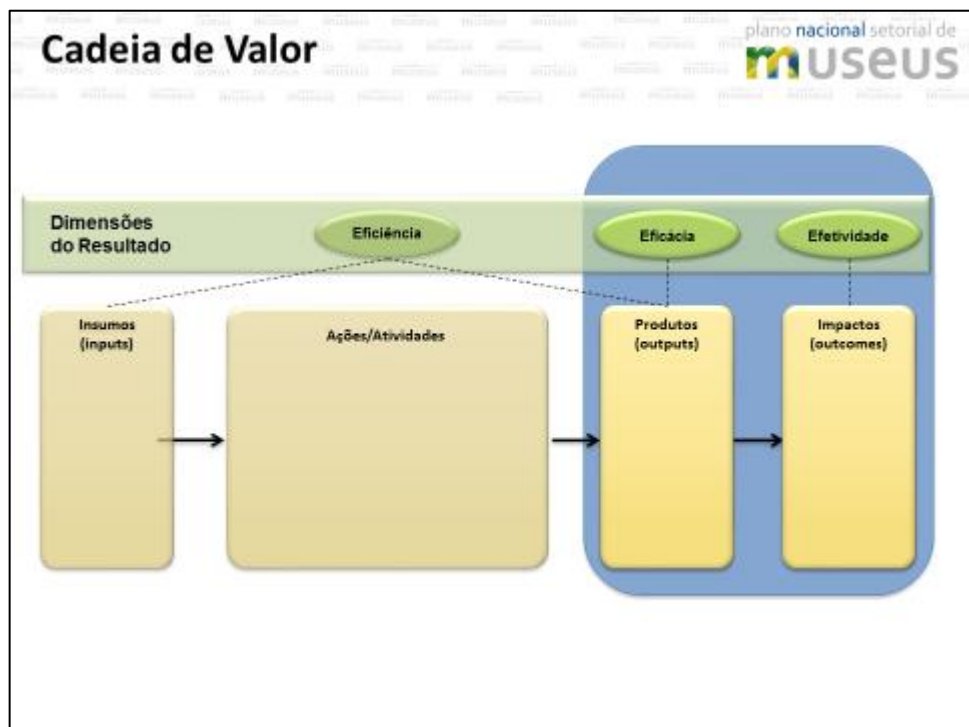 Cadeia de Valor
plano nacional setorial de
museus
Dimensões
do Resultado
Eficiência
Eficácia
Efetividade
Insumos
(inputs)
Ações/Atividades
Produtos
(outputs)
Impactos
(outcomes)